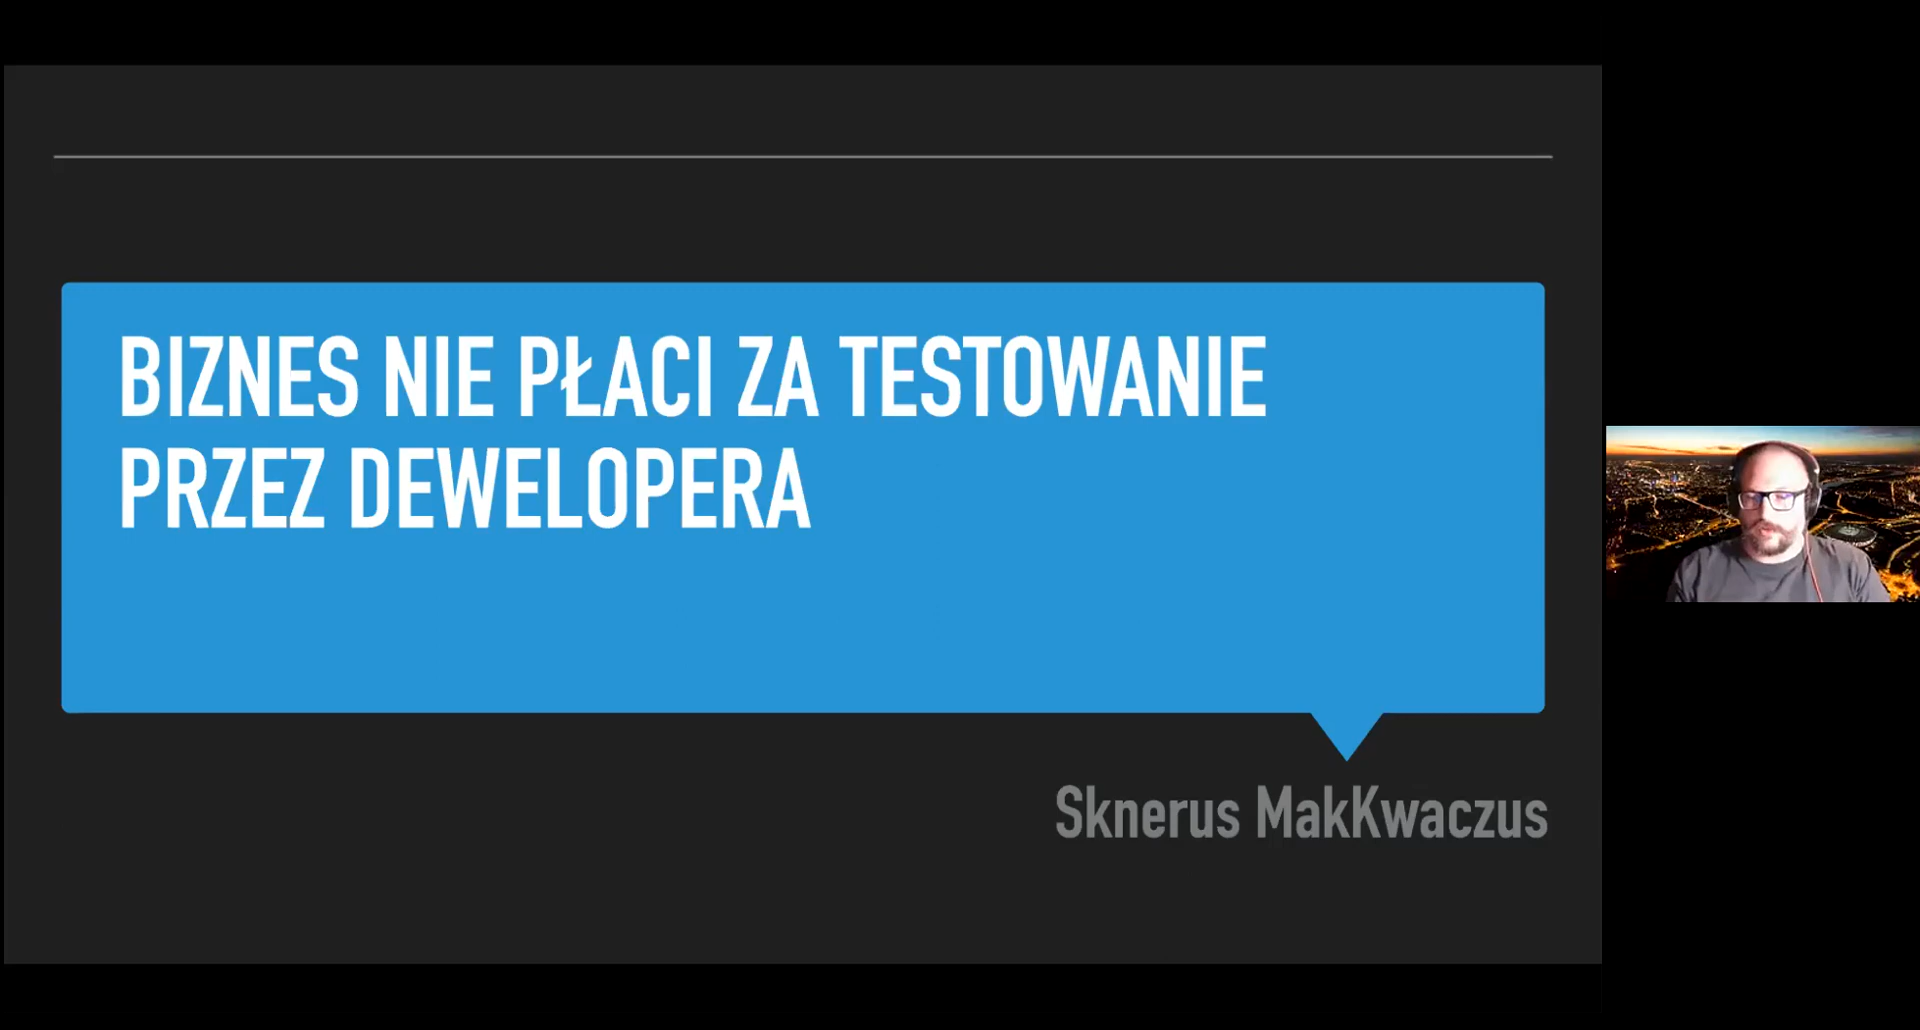 BIZNES NIE PŁACI ZA TESTOWANIE
PRZEZ DEWELOPERA
Sknerus MakKwaczus